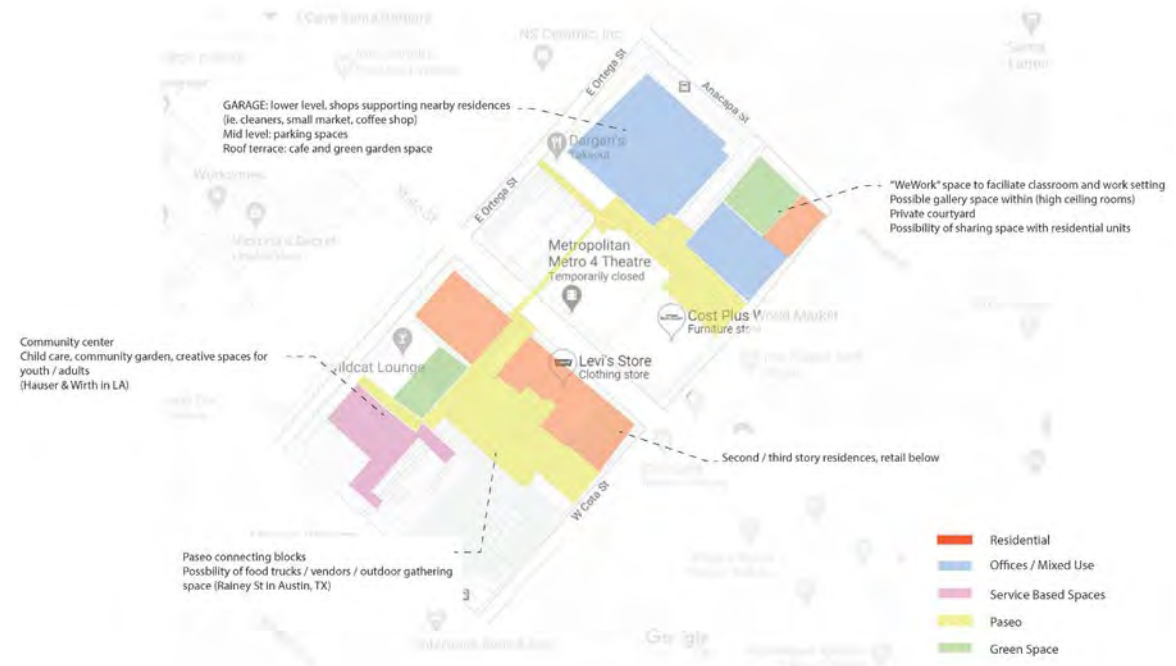 NS Ceramic, Inc
E Ortega St
Anacapa St
GARAGE: lower level, shops supporting nearby residences
(ie. cleaners, small market, coffee shop)
Mid level: parking spaces
Roof terrace: cafe and green garden space
Dargan's
Takeout
E Ortega St
"WeWork" space to faciliate classroom and work setting
Possible gallery space within (high ceiling rooms)
Private courtyard
Possibility of sharing space with residential units
Metropolitan
Metro 4 Theatre
Temporarily closed
Cost Plus World Market
Furniture store
Community center
Child care, community garden, creative spaces for
youth / adults
(Hauser & Wirth in LA)
ildcat Lounge
Levi's Store
Clothing store
Second / third story residences, retail below
W Cota St
Paseo connecting blocks
Possbility of food trucks / vendors / outdoor gathering
space (Rainey St in Austin, TX)
Residential
Offices / Mixed Use
Service Based Spaces
Paseo
Green Space